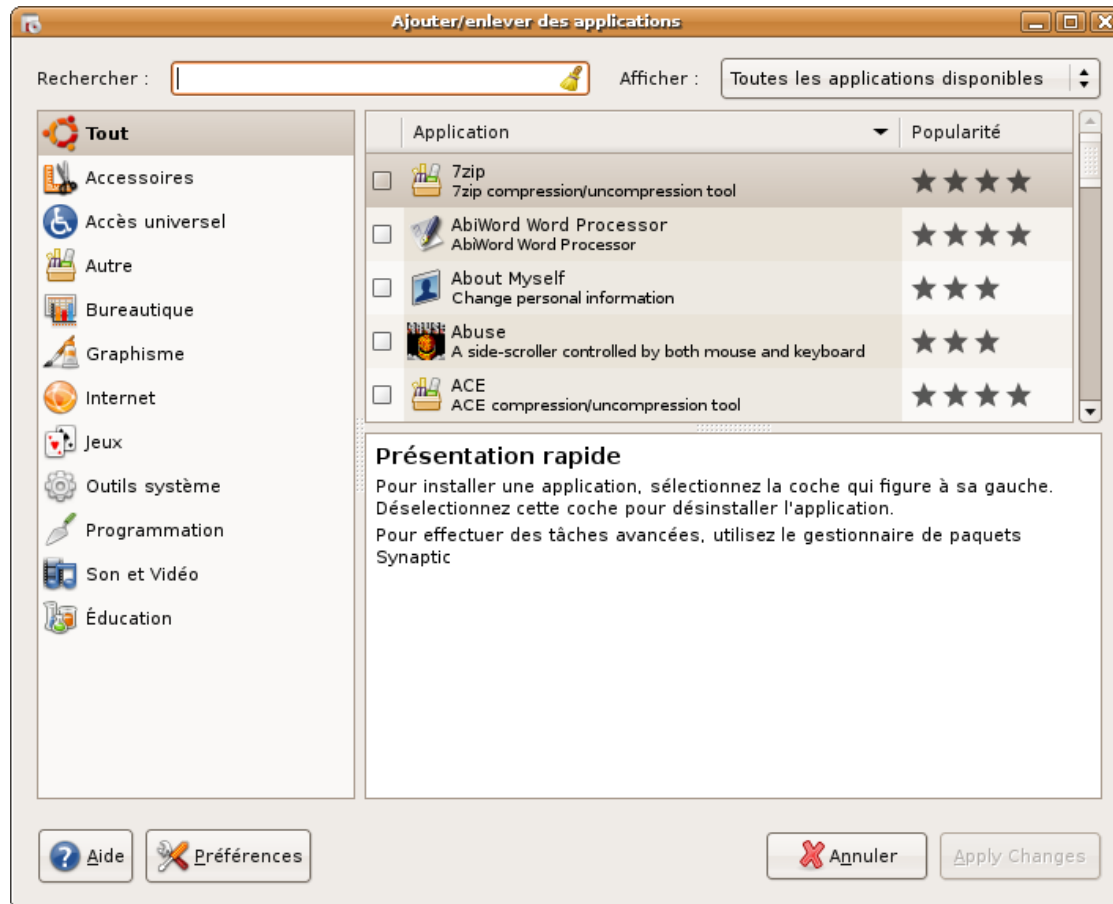 Ajouter/enlever des applications
Rechercher :
Afficher : Toutes les applications disponibles
Tout
Accessoires
Accès universel
Autre
Bureautique
Graphisme
Internet
Jeux
Outils système
Programmation
Son et Vidéo
Éducation
Application Popularité
7zip
7zip compression/uncompression tool
AbiWord Word Processor
AbiWord Word Processor
About Myself
Change personal information
Abuse
A side-scroller controlled by both mouse and keyboard
ACE
ACE compression/uncompression tool
Présentation rapide
Pour installer une application, sélectionnez la coche qui figure à sa gauche.
Déselectionnez cette coche pour désinstaller l'application.
Pour effectuer des tâches avancées, utilisez le gestionnaire de paquets
Synaptic
Aide Préférences Annuler Apply Changes